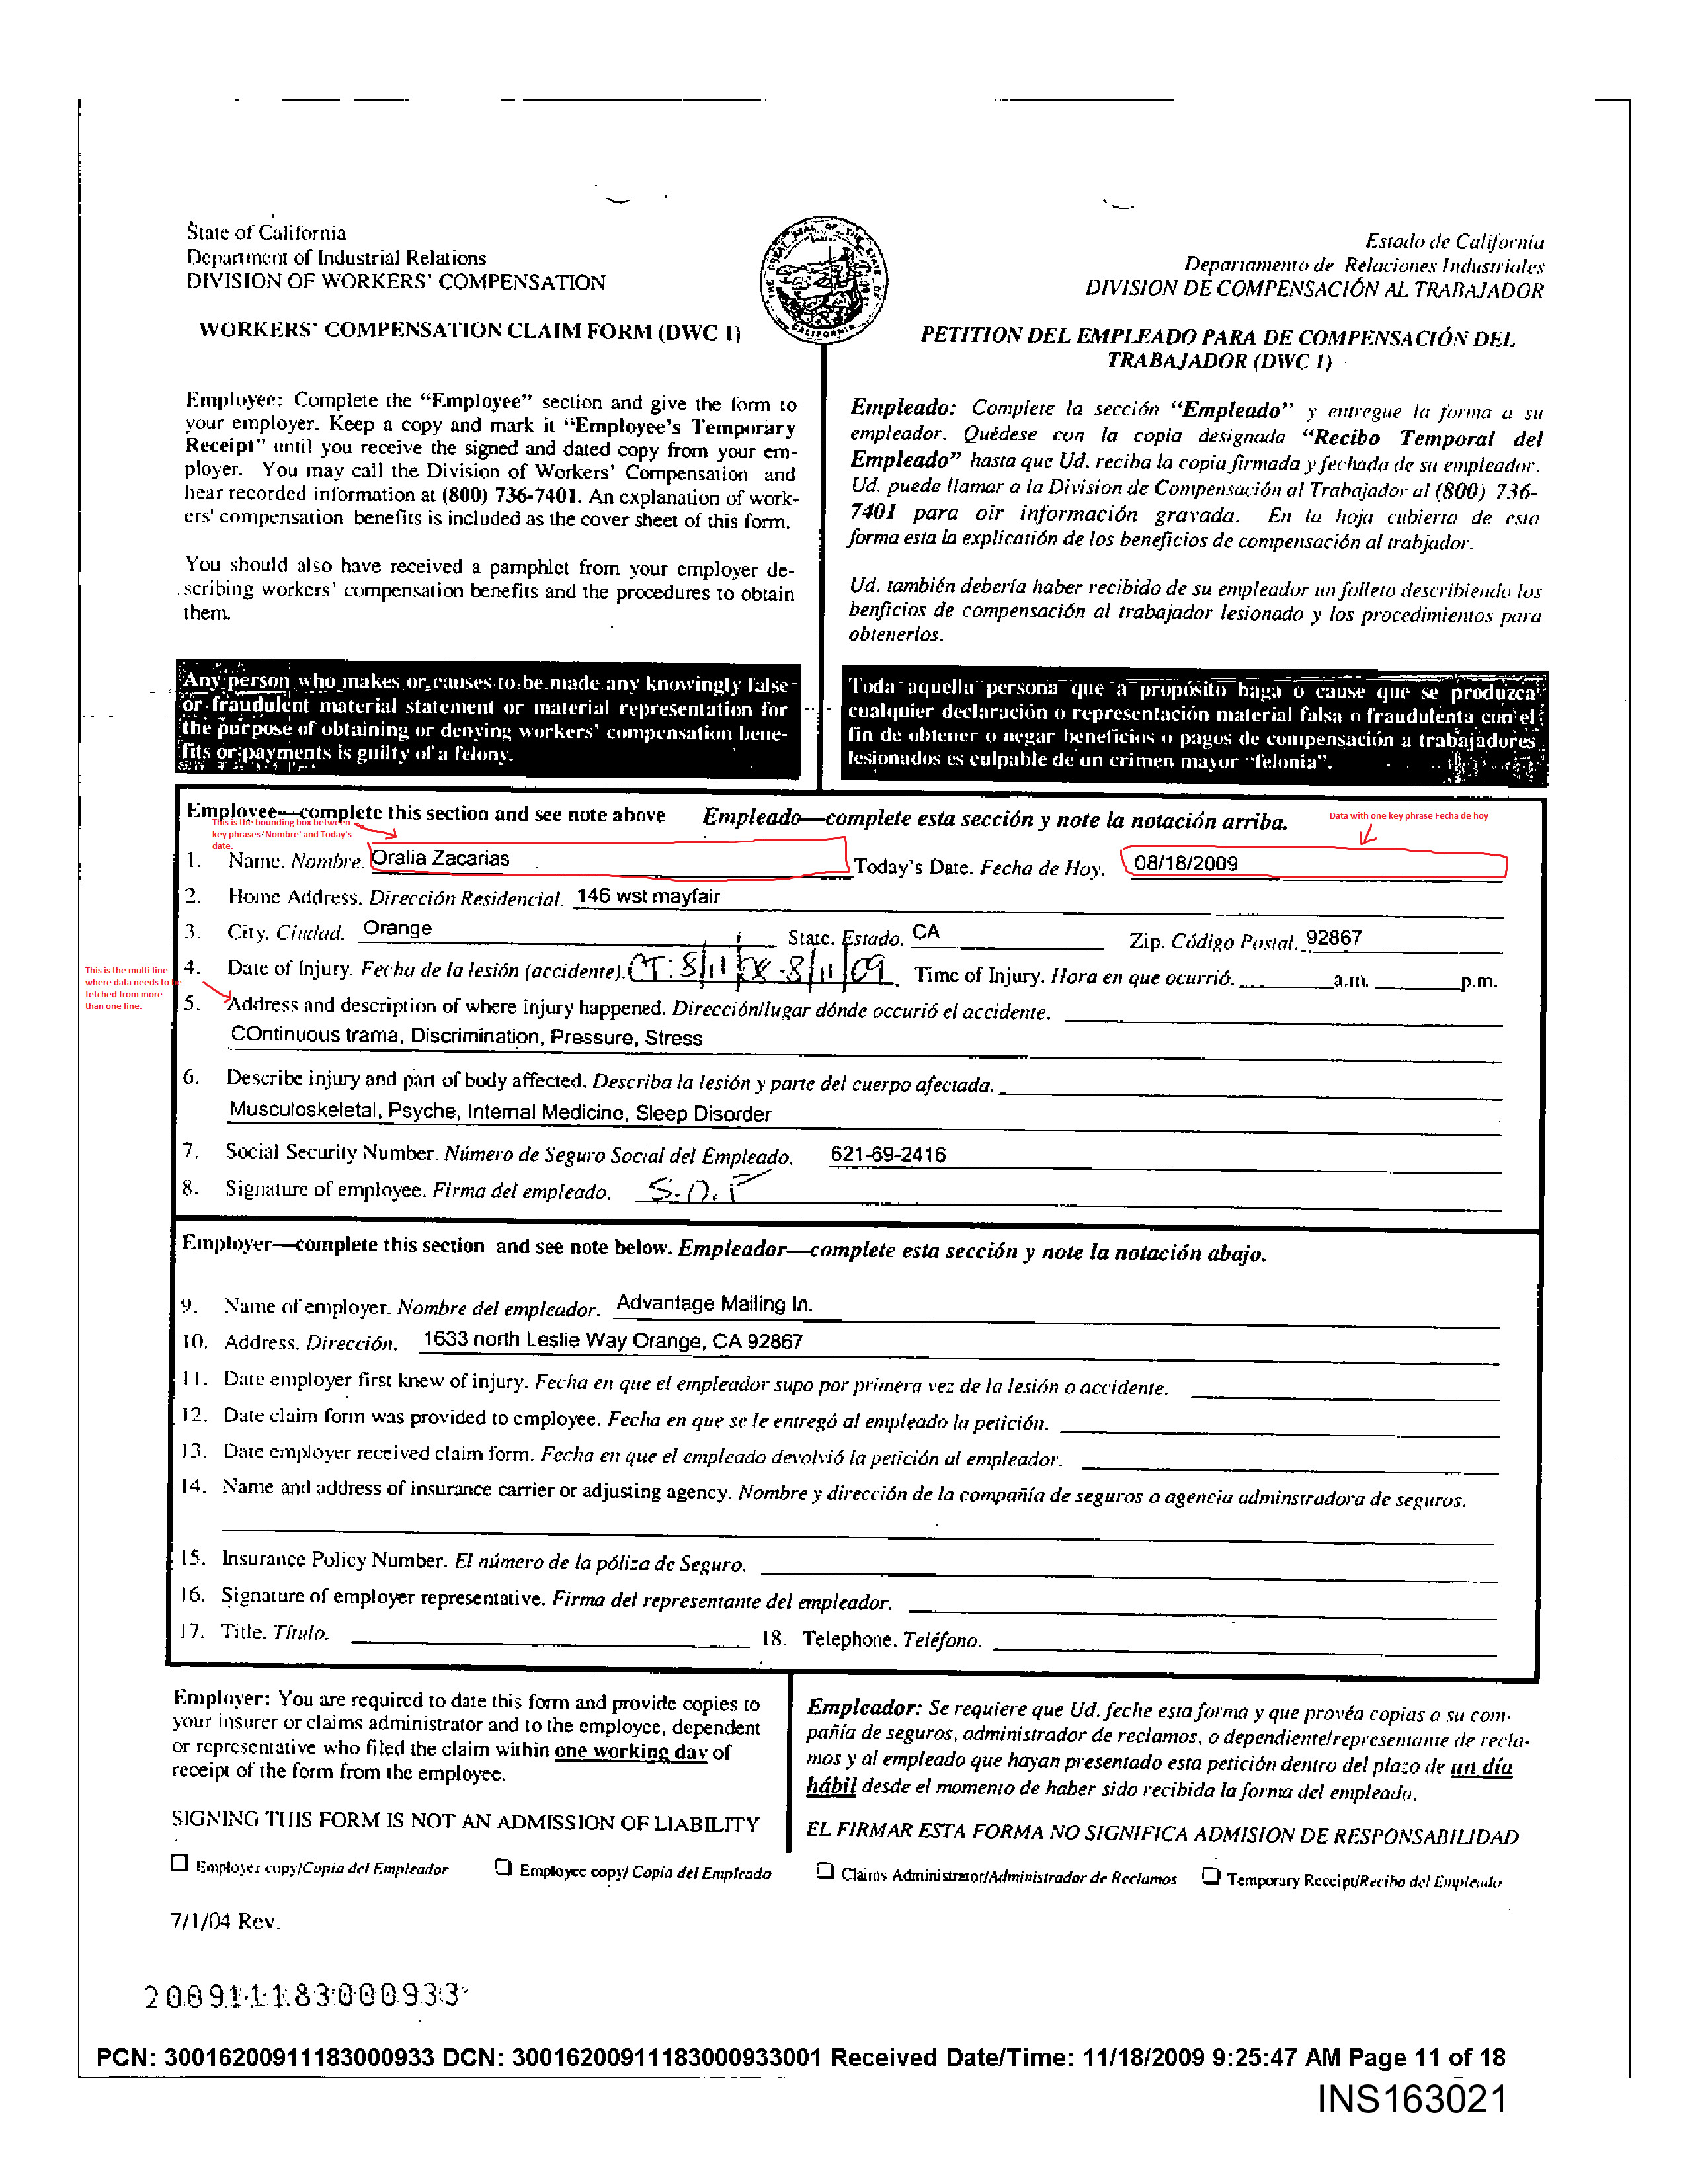 State of California
Department of Industrial Relations
DIVISION OF WORKERS' COMPENSATION
WORKERS' COMPENSATION CLAIM FORM (DWC 1)
Estado de California
Departamento de Relaciones Industriales
DIVISION DE COMPENSACIÓN AL TRABAJADOR
PETITION DEL EMPLEADO PARA DE COMPENSACIÓN DEL
TRABAJADOR (DWC 1)
THE GREAT SEAL OF THE STATE OF CALIFORNIA
Employee: Complete the “Employee” section and give the form to
your employer. Keep a copy and mark it “Employee's Temporary
Receipt” until you receive the signed and dated copy from your em-
ployer. You may call the Division of Workers' Compensation and
hear recorded information at (800) 736-7401. An explanation of work-
ers' compensation benefits is included as the cover sheet of this form.
You should also have received a pamphlet from your employer de-
scribing workers' compensation benefits and the procedures to obtain
them.
Empleado: Complete la sección “Empleado” y entregue la forma a su
empleador. Quédese con la copia designada “Recibo Temporal del
Empleado” hasta que Ud. reciba la copia firmada y fechada de su empleador.
Ud. puede llamar a la Division de Compensación al Trabajador al (800) 736-
7401 para oir información gravada. En la hoja cubierta de esta
forma esta la explicatión de los beneficios de compensación al trabjador.
Ud. también debería haber recibido de su empleador un folleto describiendo los
benficios de compensación al trabajador lesionado y los procedimientos para
obtenerlos.
Any person who makes or causes to be made any knowingly false
or fraudulent material statement or material representation for
the purpose of obtaining or denying workers' compensation bene-
fits or payments is guilty of a felony.
Toda aquella persona que a propósito haga o cause que se produzca
cualquier declaración o representación material falsa o fraudulenta con el
fin de obtener o negar beneficios o pagos de compensación a trabajadores
lesionados es culpable de un crimen mayor “felonia”.
Employee—complete this section and see note above Empleado—complete esta sección y note la notación arriba.
This is the bounding box between
key phrases-'Nombre' and Today's
date.
Data with one key phrase Fecha de hoy
1. Name. Nombre. Oralia Zacarias Today's Date. Fecha de Hoy. 08/18/2009
2. Home Address. Dirección Residencial. 146 wst mayfair
3. City. Ciudad. Orange State. Estado. CA Zip. Código Postal. 92867
4. Date of Injury. Fecha de la lesión (accidente). CT: 8/11/08-8/11/09 Time of Injury. Hora en que ocurrió. a.m. p.m.
This is the multi line
where data needs to be
fetched from more
than one line.
5. Address and description of where injury happened. Dirección/lugar dónde occurió el accidente.
COntinuous trama, Discrimination, Pressure, Stress
6. Describe injury and part of body affected. Describa la lesión y parte del cuerpo afectada.
Musculoskeletal, Psyche, Internal Medicine, Sleep Disorder
7. Social Security Number. Número de Seguro Social del Empleado. 621-69-2416
8. Signature of employee. Firma del empleado. S.O.F
Employer—complete this section and see note below. Empleador—complete esta sección y note la notación abajo.
9. Name of employer. Nombre del empleador. Advantage Mailing In.
10. Address. Dirección. 1633 north Leslie Way Orange, CA 92867
11. Date employer first knew of injury. Fecha en que el empleador supo por primera vez de la lesión o accidente.
12. Date claim form was provided to employee. Fecha en que se le entregó al empleado la petición.
13. Date employer received claim form. Fecha en que el empleado devolvió la petición al empleador.
14. Name and address of insurance carrier or adjusting agency. Nombre y dirección de la compañía de seguros o agencia adminstradora de seguros.
15. Insurance Policy Number. El número de la póliza de Seguro.
16. Signature of employer representative. Firma del representante del empleador.
17. Title. Título. 18. Telephone. Teléfono.
Employer: You are required to date this form and provide copies to
your insurer or claims administrator and to the employee, dependent
or representative who filed the claim within one working day of
receipt of the form from the employee.
SIGNING THIS FORM IS NOT AN ADMISSION OF LIABILITY
Empleador: Se requiere que Ud. feche esta forma y que provéa copias a su com-
pañía de seguros, administrador de reclamos, o dependiente/representante de recla-
mos y al empleado que hayan presentado esta petición dentro del plazo de un día
hábil desde el momento de haber sido recibida la forma del empleado.
EL FIRMAR ESTA FORMA NO SIGNIFICA ADMISION DE RESPONSABILIDAD
Employer copy/Copia del Empleador Employee copy/ Copia del Empleado Claims Administrator/Administrador de Reclamos Temporary Receipt/Recibo del Empleado
7/1/04 Rev.
200911183000933
PCN: 30016200911183000933 DCN: 30016200911183000933001 Received Date/Time: 11/18/2009 9:25:47 AM Page 11 of 18
INS163021